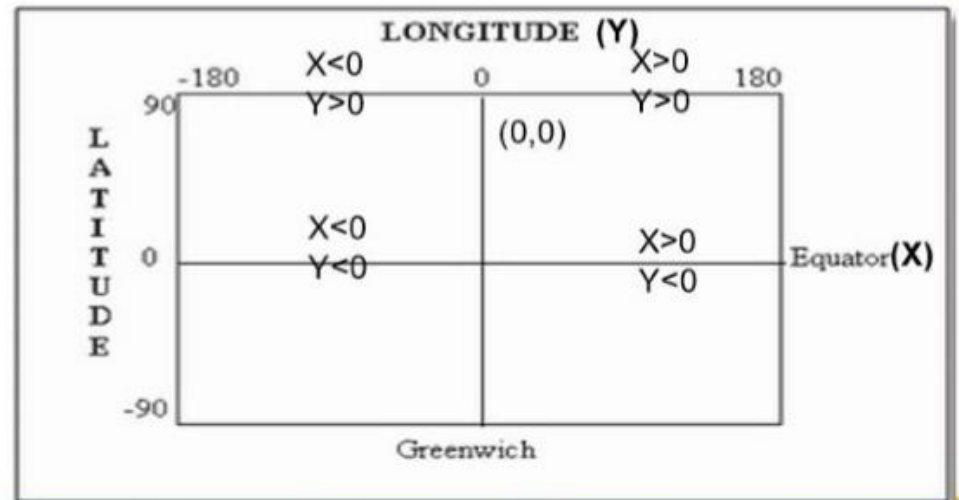 LONGITUDE (Y)
X<0
X>0
-180
0
180
90
Y>0
Y>0
(0,0)
LATITUDE
X<0
X>0
0
Equator(X)
Y<0
Y<0
-90
Greenwich